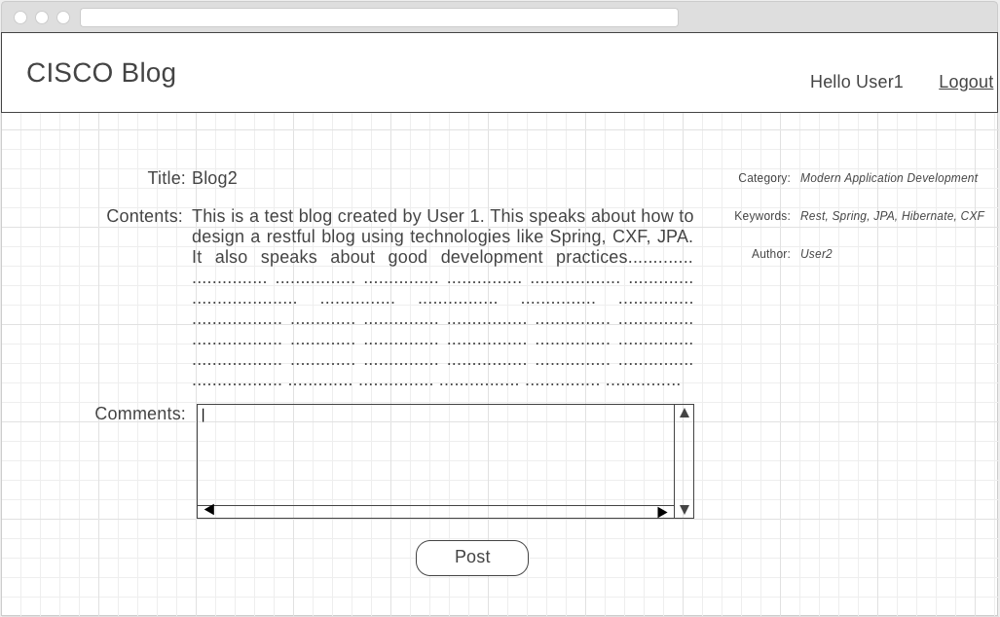 CISCO Blog
Hello User1 Logout
Title: Blog2
Contents: This is a test blog created by User 1. This speaks about how to
design a restful blog using technologies like Spring, CXF, JPA.
It also speaks about good development practices.............
............... ................ ............... ............... .................. .............
..................... ............... ................ ............... ...............
.................. ............. ............... ................ ............... ...............
.................. ............. ............... ................ ............... ...............
.................. ............. ............... ................ ............... ...............
.................. ............. ............... ................ ............... ...............
Comments:
Post
Category: Modern Application Development
Keywords: Rest, Spring, JPA, Hibernate, CXF
Author: User2